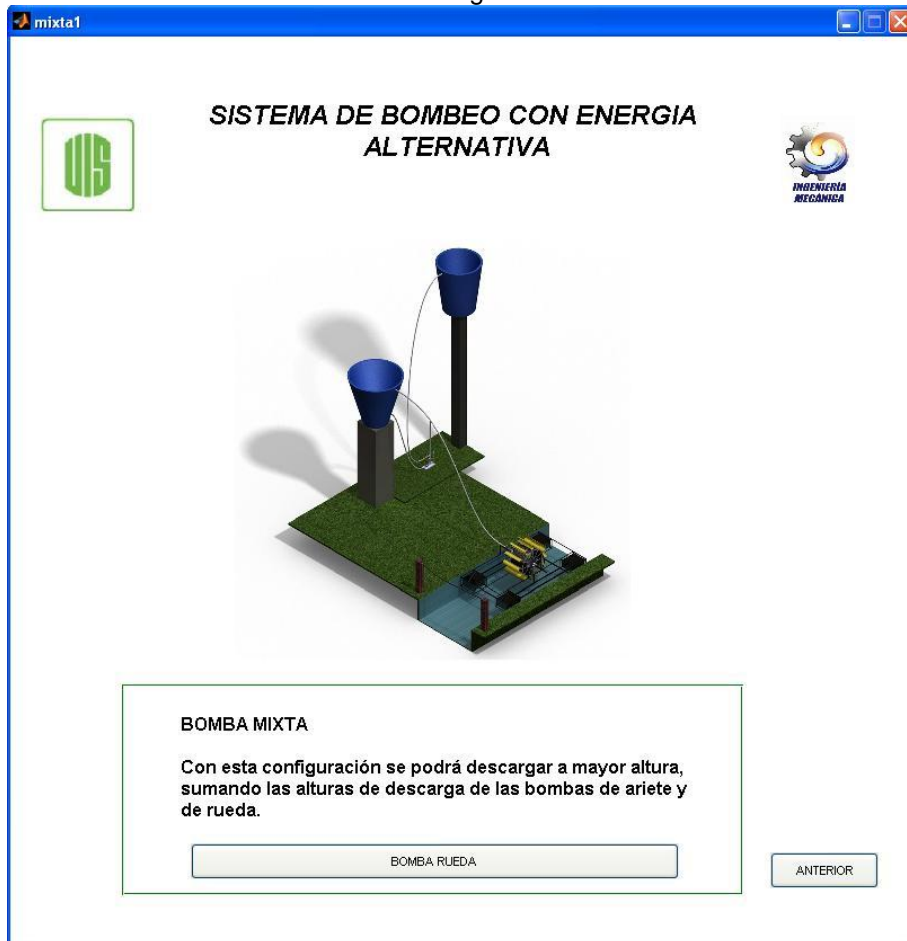 mixta1
SISTEMA DE BOMBEO CON ENERGIA
ALTERNATIVA
UIS
INGENIERÍA
MECÁNICA
BOMBA MIXTA
Con esta configuración se podrá descargar a mayor altura,
sumando las alturas de descarga de las bombas de ariete y
de rueda.
BOMBA RUEDA
ANTERIOR